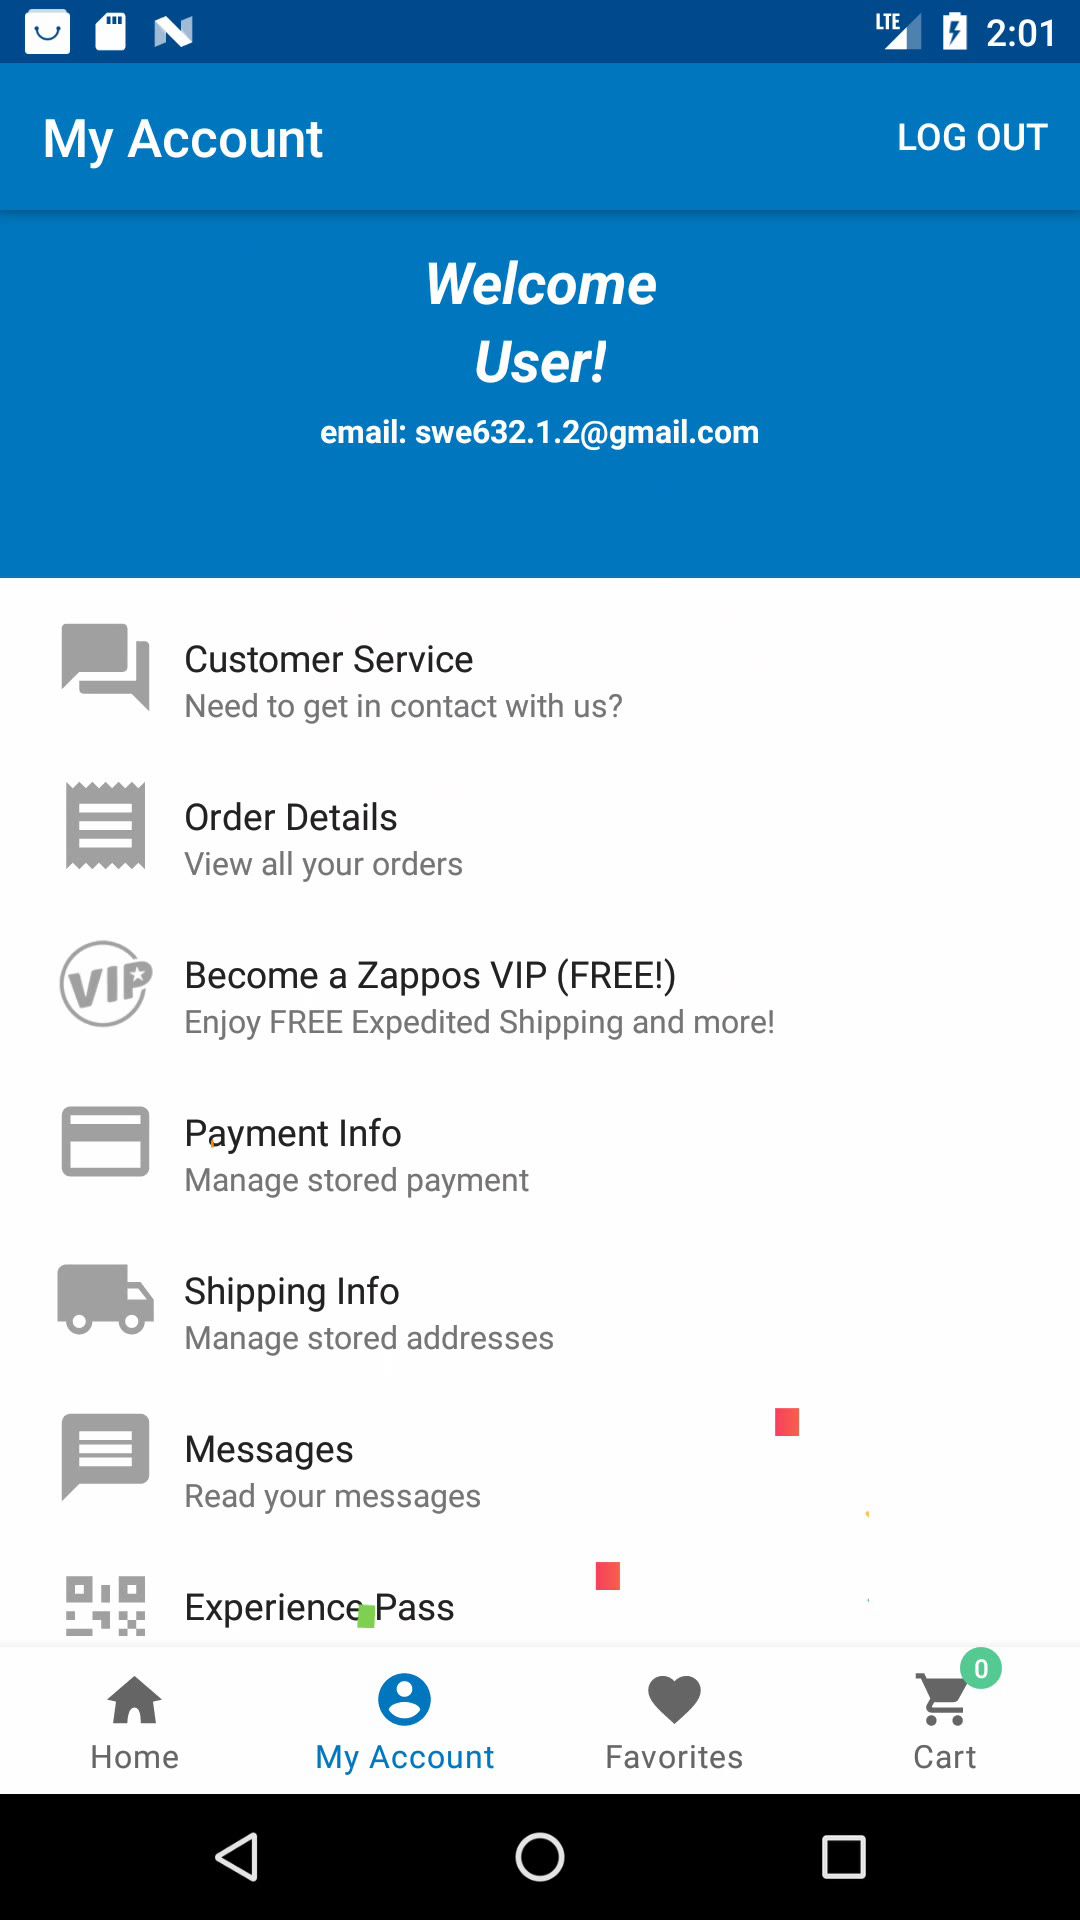 LTE 2:01
My Account LOG OUT
Welcome
User!
email: swe632.1.2@gmail.com
Customer Service
Need to get in contact with us?
Order Details
View all your orders
VIP
Become a Zappos VIP (FREE!)
Enjoy FREE Expedited Shipping and more!
Payment Info
Manage stored payment
Shipping Info
Manage stored addresses
Messages
Read your messages
Experience Pass
0
Home My Account Favorites Cart